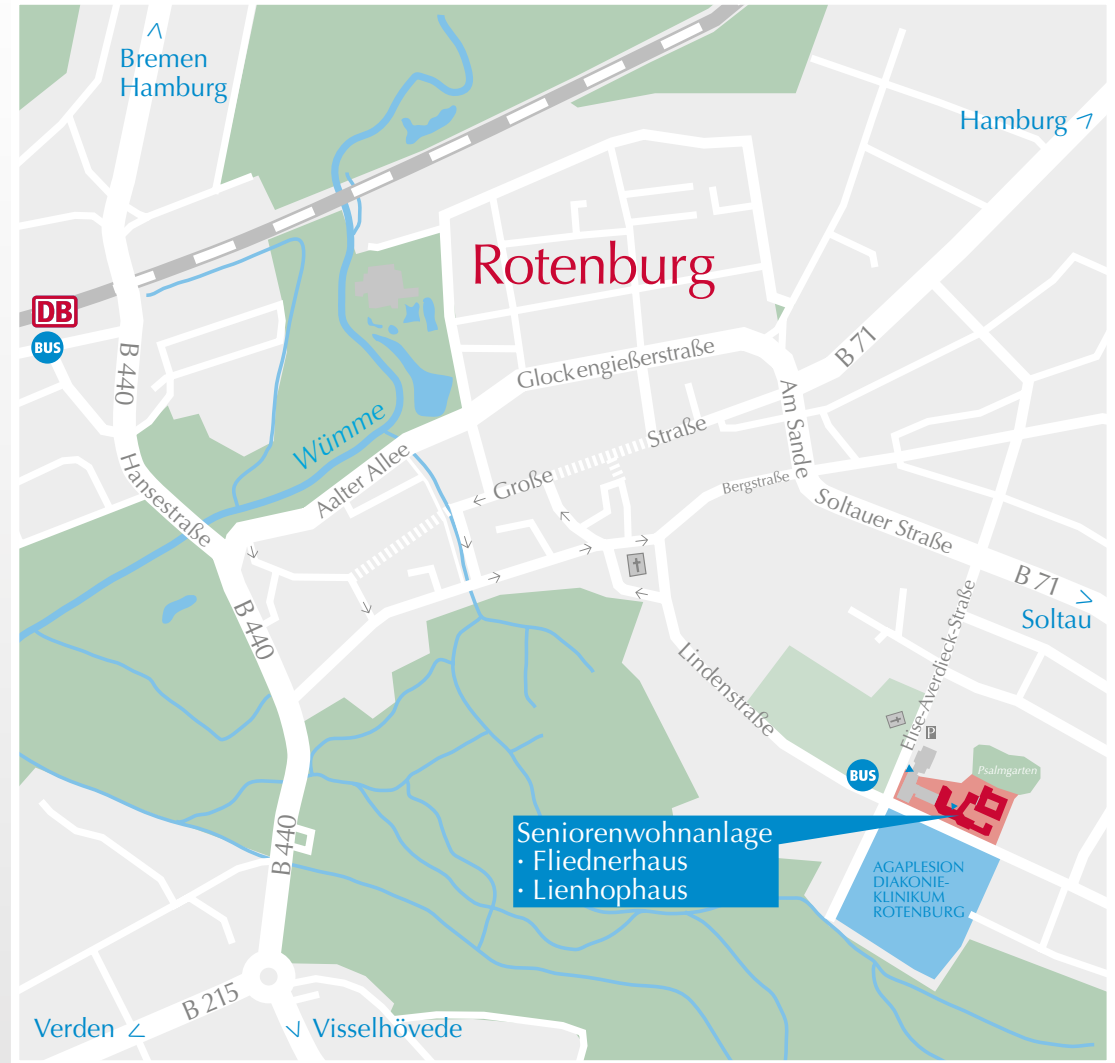 Bremen
Hamburg
Hamburg
Rotenburg
DB
BUS
B 440
B 71
Glockengießerstraße
Am Sande
Wümme
Straße
Aalter Allee
Große
Bergstraße
Hansestraße
Soltauer Straße
B 71
Soltau
B 440
Elise-Averdieck-Straße
Lindenstraße
P
BUS
Psalmgarten
Seniorenwohnanlage
· Fliednerhaus
· Lienhophaus
B 440
AGAPLESION
DIAKONIE-
KLINIKUM
ROTENBURG
B 215
Verden
Visselhövede